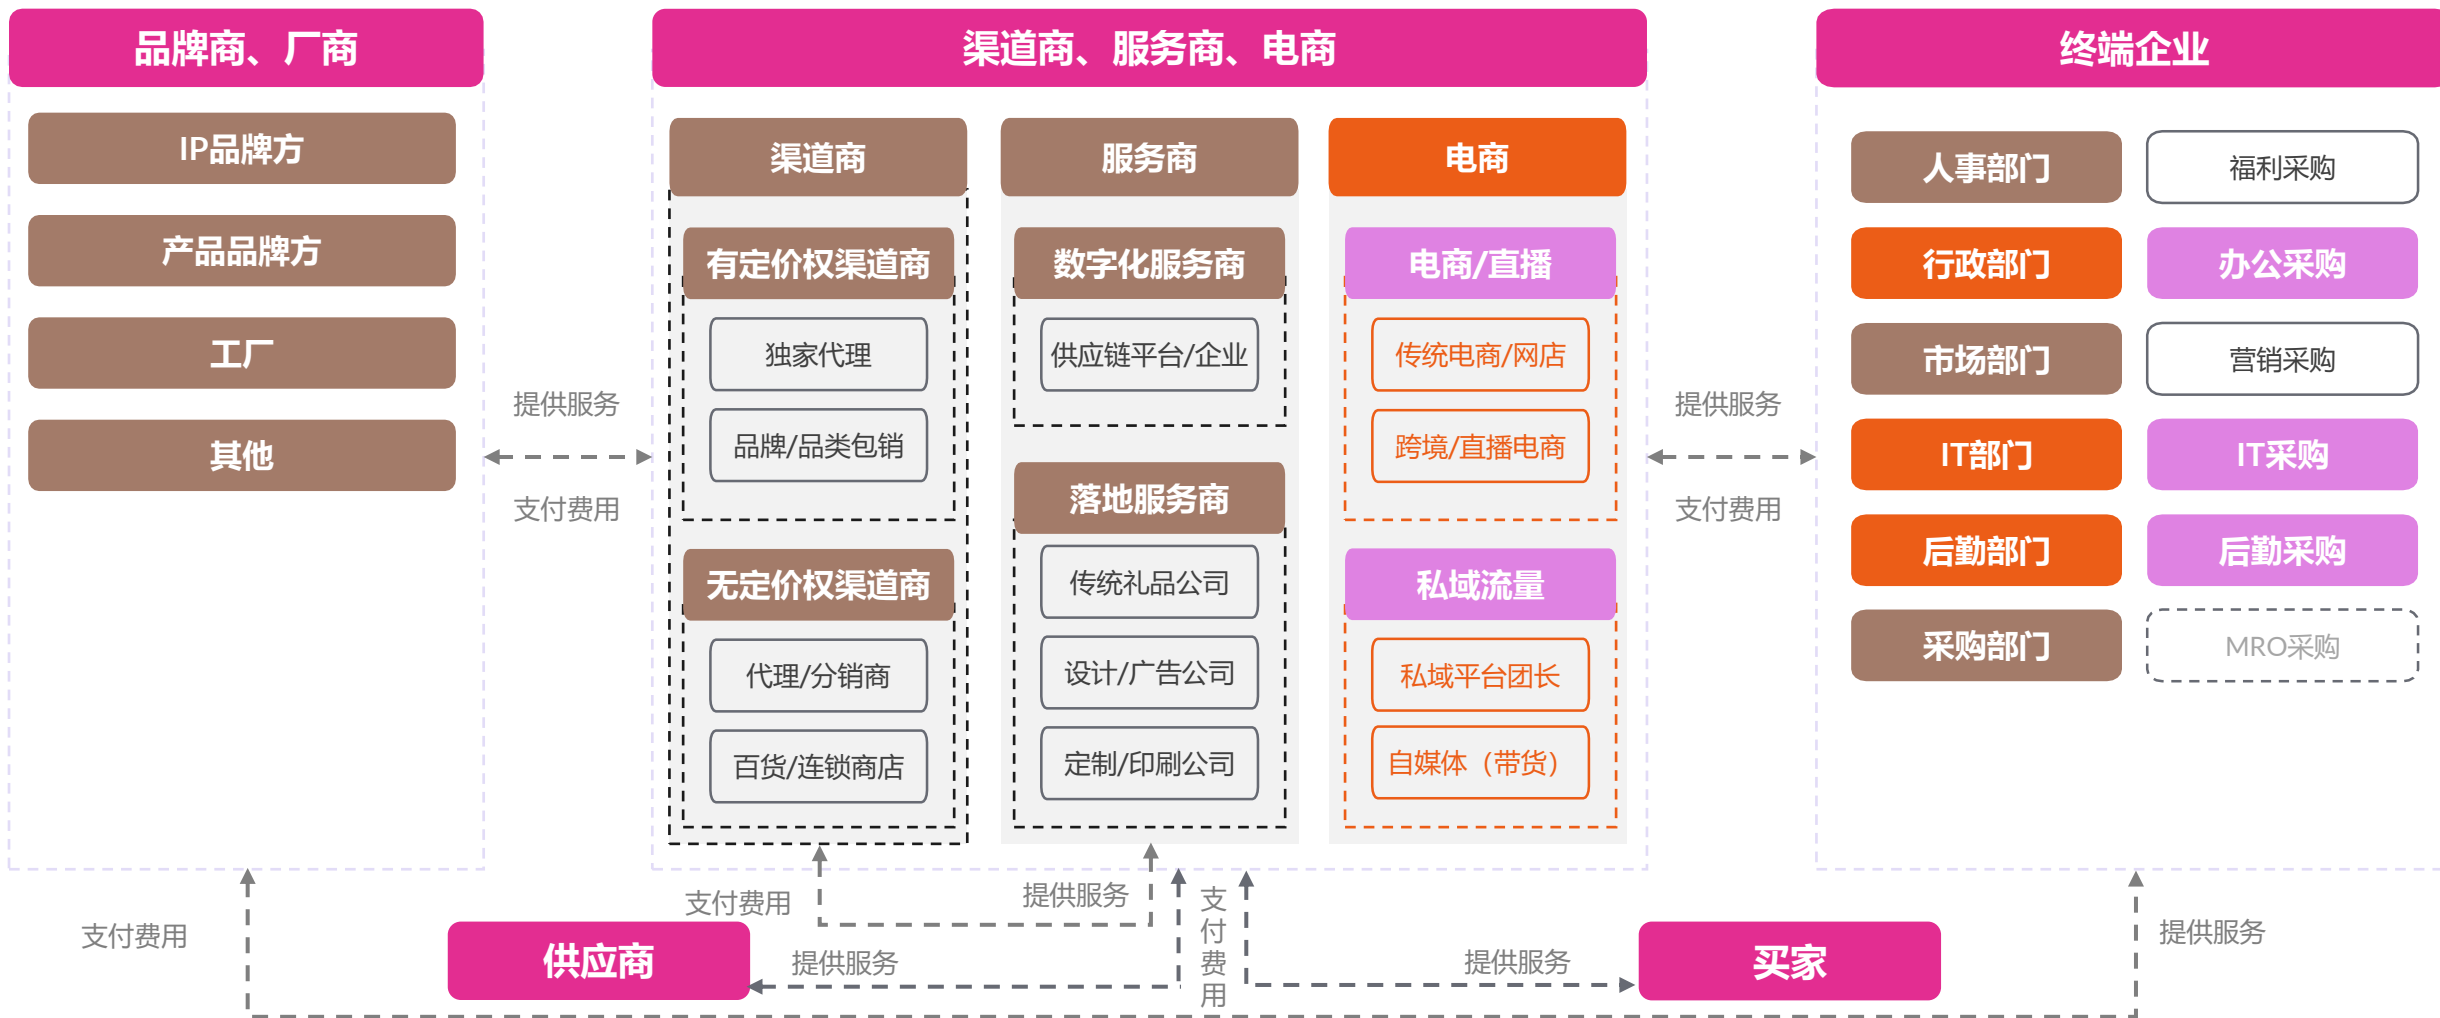 品牌商、厂商
IP品牌方
产品品牌方
工厂
其他
提供服务
支付费用
渠道商、服务商、电商
渠道商
有定价权渠道商
独家代理
品牌/品类包销
无定价权渠道商
代理/分销商
百货/连锁商店
服务商
数字化服务商
供应链平台/企业
落地服务商
传统礼品公司
设计/广告公司
定制/印刷公司
电商
电商/直播
传统电商/网店
跨境/直播电商
私域流量
私域平台团长
自媒体（带货）
提供服务
支付费用
终端企业
人事部门
福利采购
行政部门
办公采购
市场部门
营销采购
IT部门
IT采购
后勤部门
后勤采购
采购部门
MRO采购
支付费用
支付费用
提供服务
支付费用
供应商
提供服务
提供服务
买家
提供服务